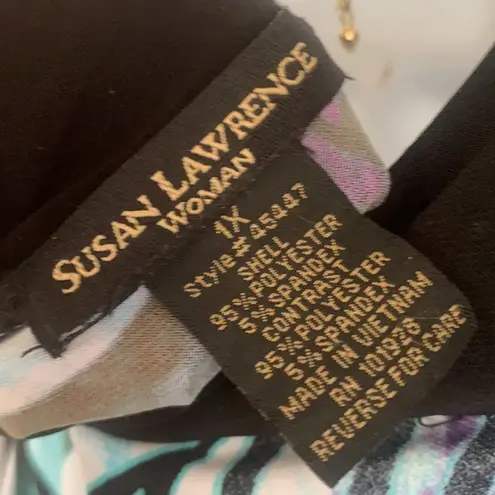 SUSAN LAWRENCE
WOMAN
1X
Style#45447
SHELL
95% POLYESTER
5% SPANDEX
CONTRAST
95% POLYESTER
5% SPANDEX
MADE IN VIETNAM
RN 101920
REVERSE FOR CARE